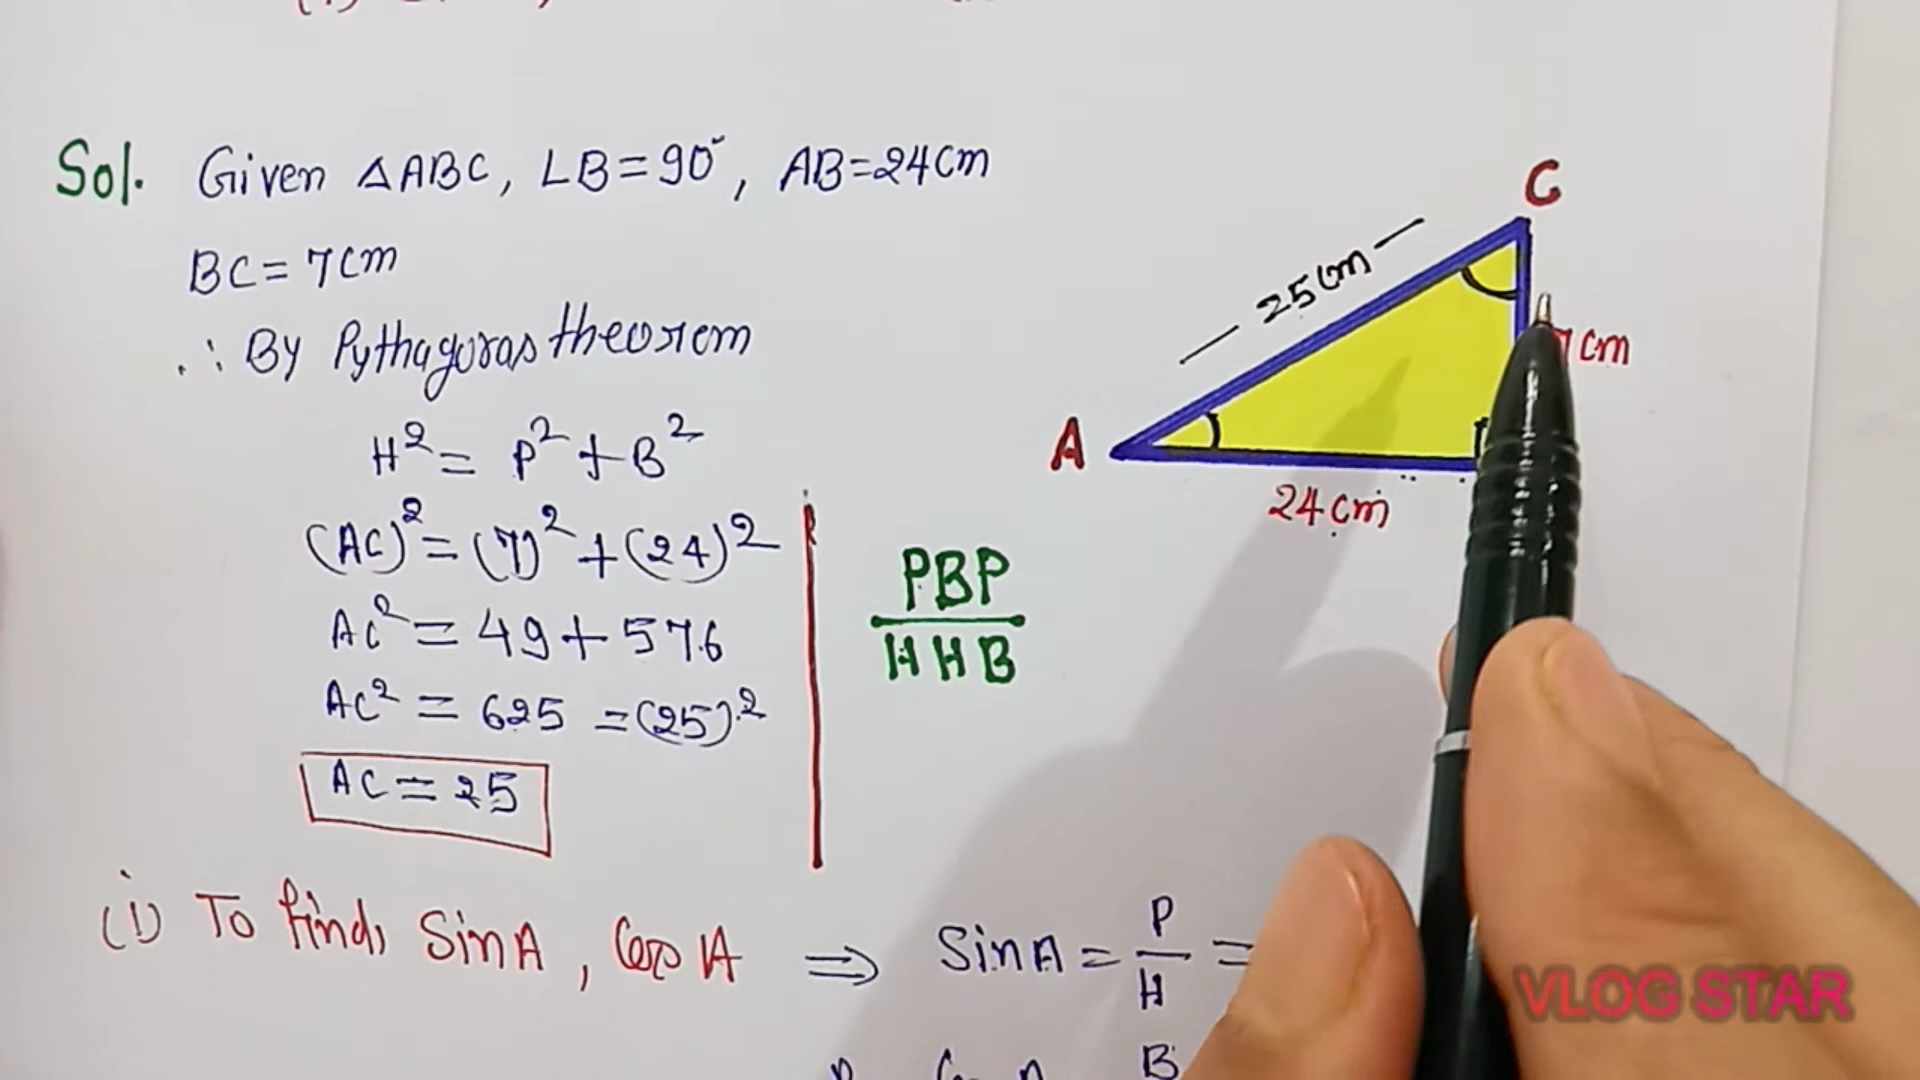 Sol. Given △ABC, ∠B=90°, AB=24cm
BC=7cm
∴ By Pythagoras theorem
H²= P²+B²
(AC)²=(7)²+(24)²
AC²=49+576
AC²= 625 =(25)²
AC=25
C
25cm
7cm
A
24cm
PBP
HHB
(i) To find, SinA, Cos A ⇒ SinA= P/H =
B
VLOG STAR